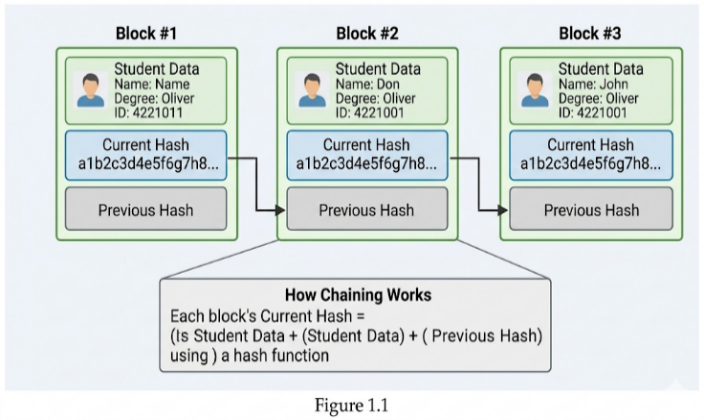 Block #1
Student Data
Name: Name
Degree: Oliver
ID: 4221011
Current Hash
a1b2c3d4e5f6g7h8...
Previous Hash
Block #2
Student Data
Name: Don
Degree: Oliver
ID: 4221001
Current Hash
a1b2c3d4e5f6g7h8...
Previous Hash
Block #3
Student Data
Name: John
Degree: Oliver
ID: 4221001
Current Hash
a1b2c3d4e5f6g7h8...
Previous Hash
How Chaining Works
Each block's Current Hash =
(Is Student Data + (Student Data) + ( Previous Hash)
using ) a hash function
Figure 1.1